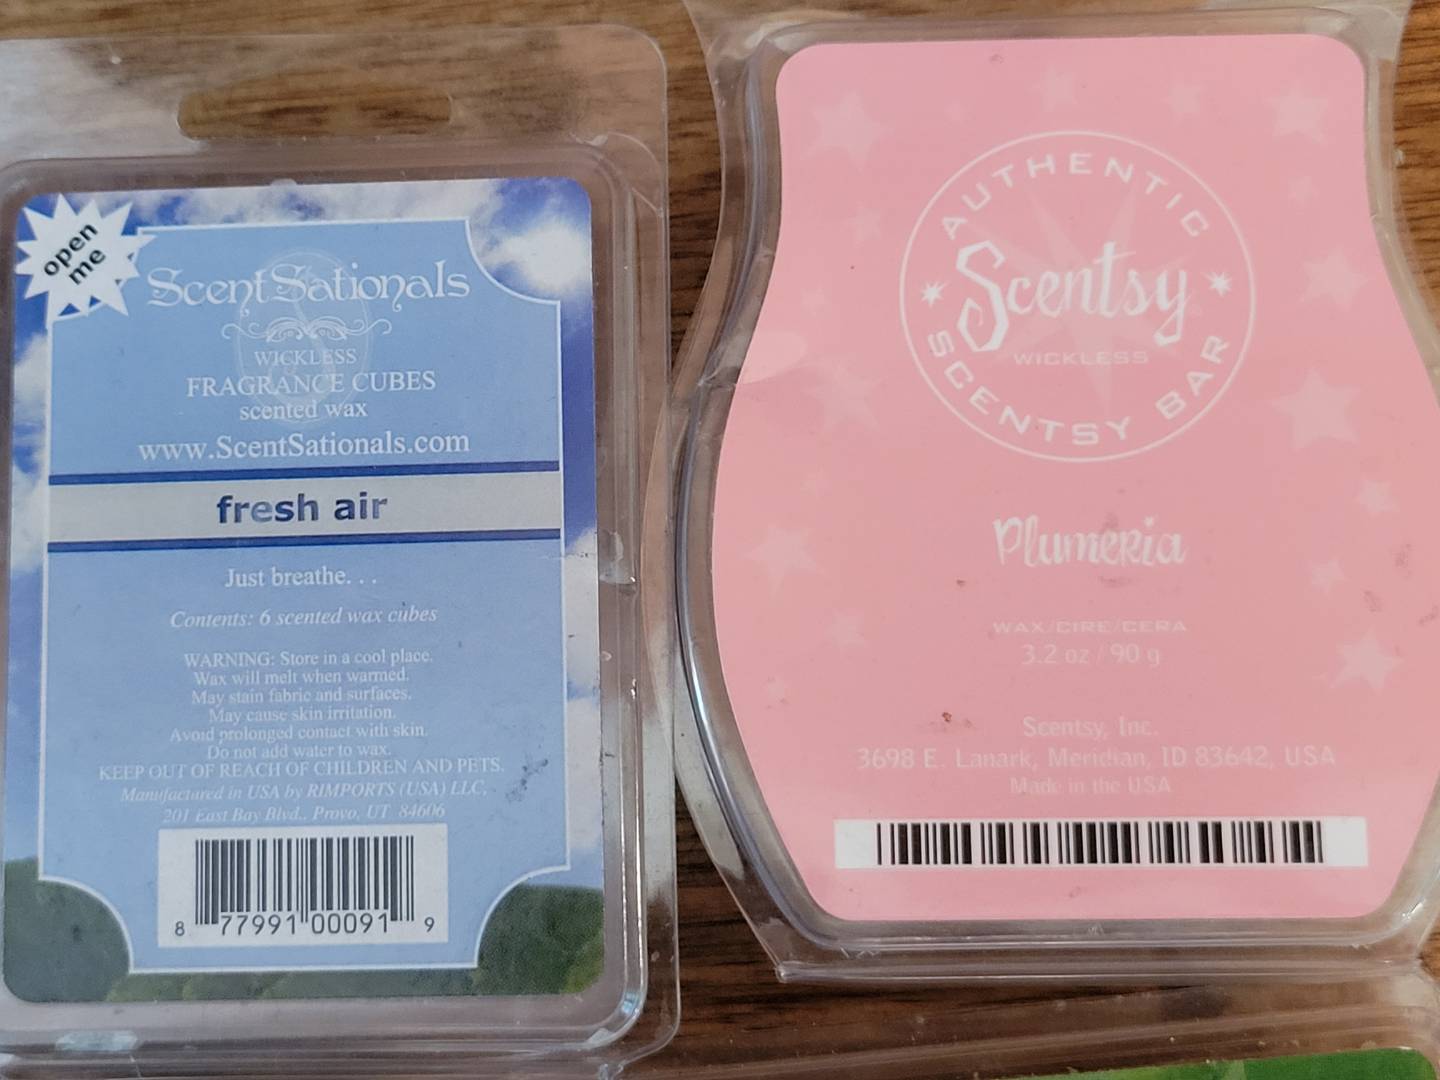 open
me
ScentSationals
WICKLESS
FRAGRANCE CUBES
scented wax
www.ScentSationals.com
fresh air
Just breathe. . .
Contents: 6 scented wax cubes
WARNING: Store in a cool place.
Wax will melt when warmed.
May stain fabric and surfaces.
May cause skin irritation.
Avoid prolonged contact with skin.
Do not add water to wax.
KEEP OUT OF REACH OF CHILDREN AND PETS.
Manufactured in USA by RIMPORTS (USA) LLC,
201 East Bay Blvd., Provo, UT 84606
8 77991 00091 9
AUTHENTIC
Scentsy
WICKLESS
SCENTSY BAR
Plumeria
WAX/CIRE/CERA
3.2 oz / 90 g
Scentsy, Inc.
3698 E. Lanark, Meridian, ID 83642, USA
Made in the USA